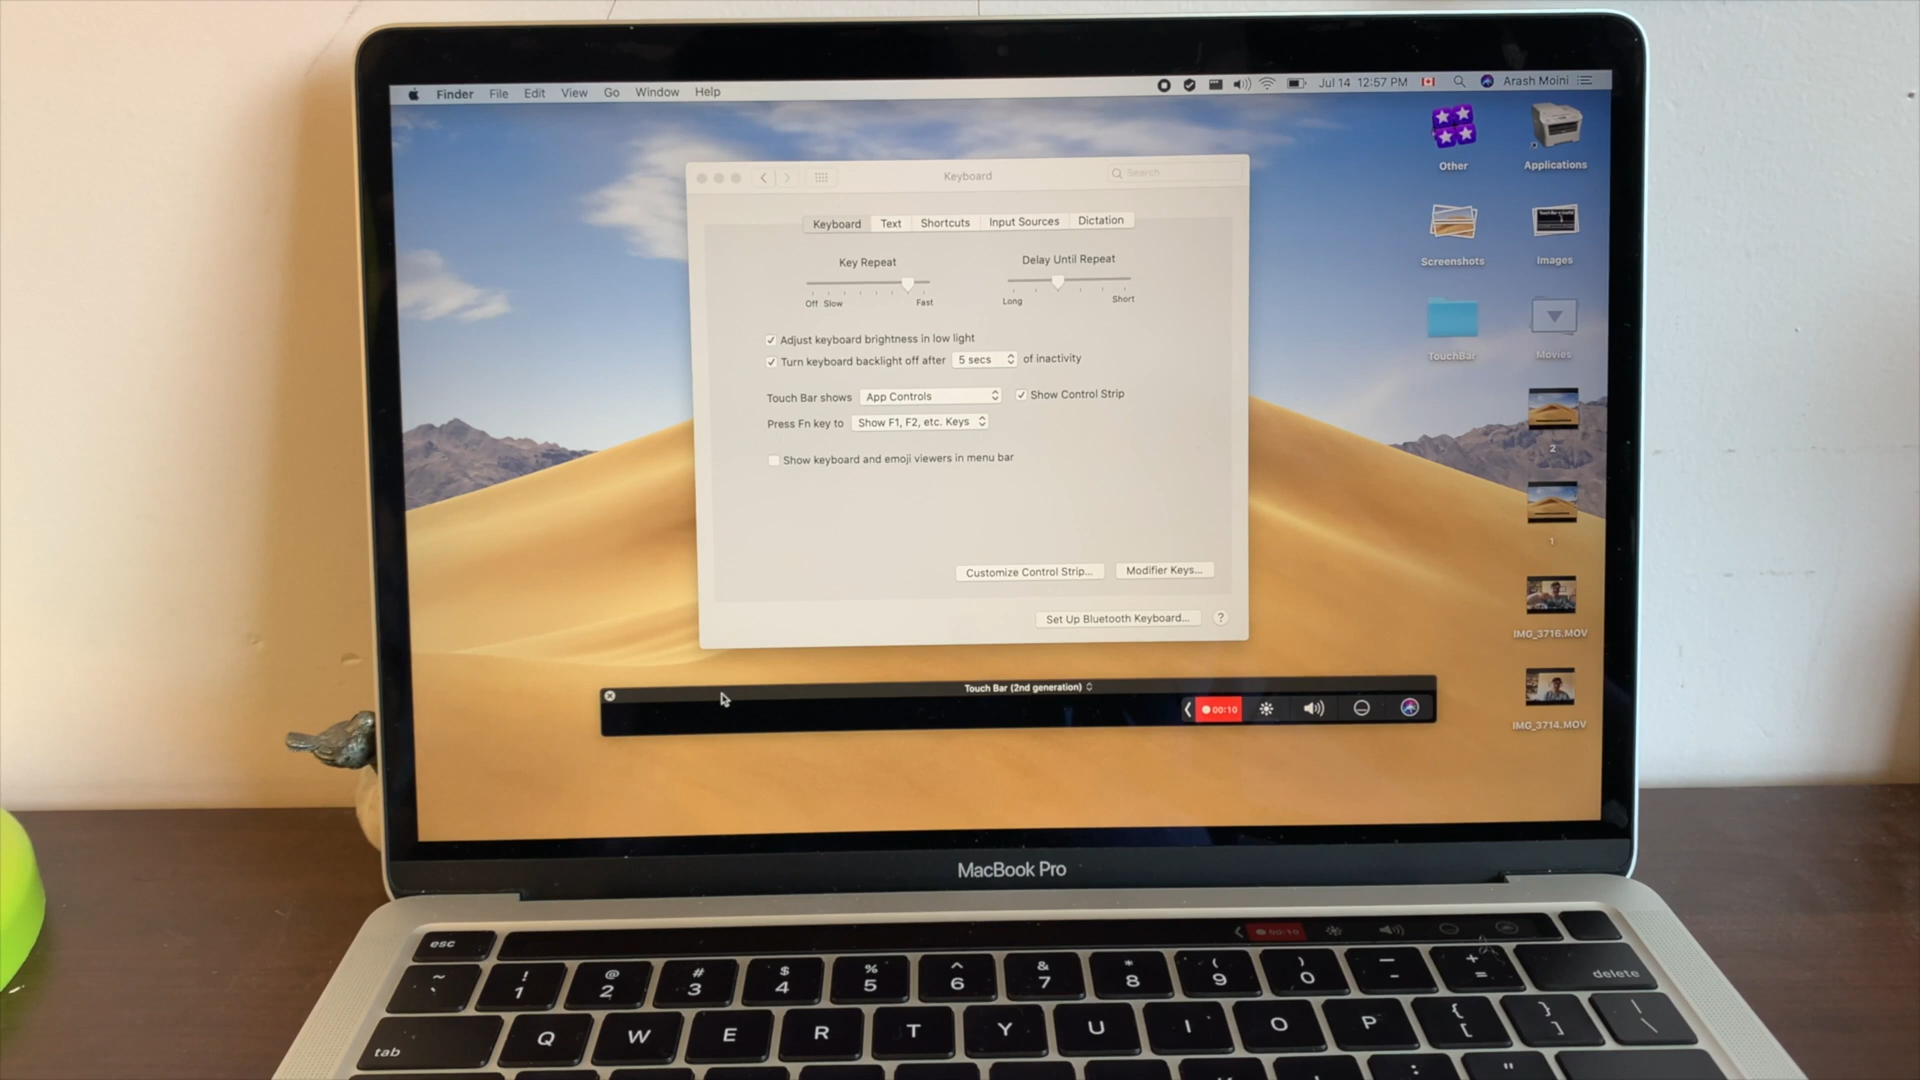 Finder File Edit View Go Window Help
Jul 14 12:57 PM Arash Moini
Keyboard
Search
Keyboard Text Shortcuts Input Sources Dictation
Key Repeat
Delay Until Repeat
Off Slow Fast
Long Short
Adjust keyboard brightness in low light
Turn keyboard backlight off after 5 secs of inactivity
Touch Bar shows App Controls Show Control Strip
Press Fn key to Show F1, F2, etc. Keys
Show keyboard and emoji viewers in menu bar
Customize Control Strip... Modifier Keys...
Set Up Bluetooth Keyboard... ?
Other Applications
Screenshots Images
TouchBar Movies
2
1
IMG_3716.MOV
IMG_3714.MOV
Touch Bar (2nd generation)
00:10
MacBook Pro
esc
00:10
~ ! @ # $ % ^ & * ( ) — +
` 1 2 3 4 5 6 7 8 9 0 - = delete
tab Q W E R T Y U I O P { [ } ] | \
: "